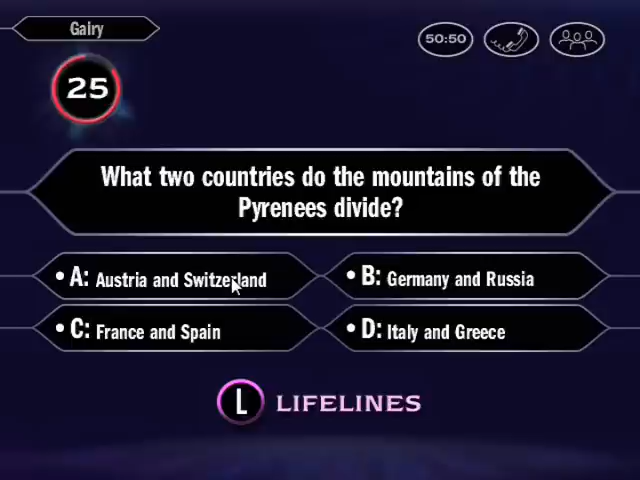 Gairy
50:50
25
What two countries do the mountains of the
Pyrenees divide?
• A: Austria and Switzerland
• B: Germany and Russia
• C: France and Spain
• D: Italy and Greece
L LIFELINES